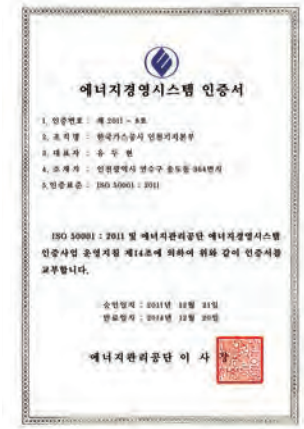 에너지경영시스템 인증서
1. 인증번호 : 제 2011 - 8호
2. 조직명 : 한국가스공사 인천기지본부
3. 대표자 : 유 두 현
4. 소재지 : 인천광역시 연수구 송도동 364번지
5. 인증표준 : ISO 50001 : 2011
ISO 50001 : 2011 및 에너지관리공단 에너지경영시스템
인증사업 운영지침 제14조에 의하여 위와 같이 인증서를
교부합니다.
승인일자 : 2011년 12월 21일
만료일자 : 2014년 12월 20일
에너지관리공단 이 사 장